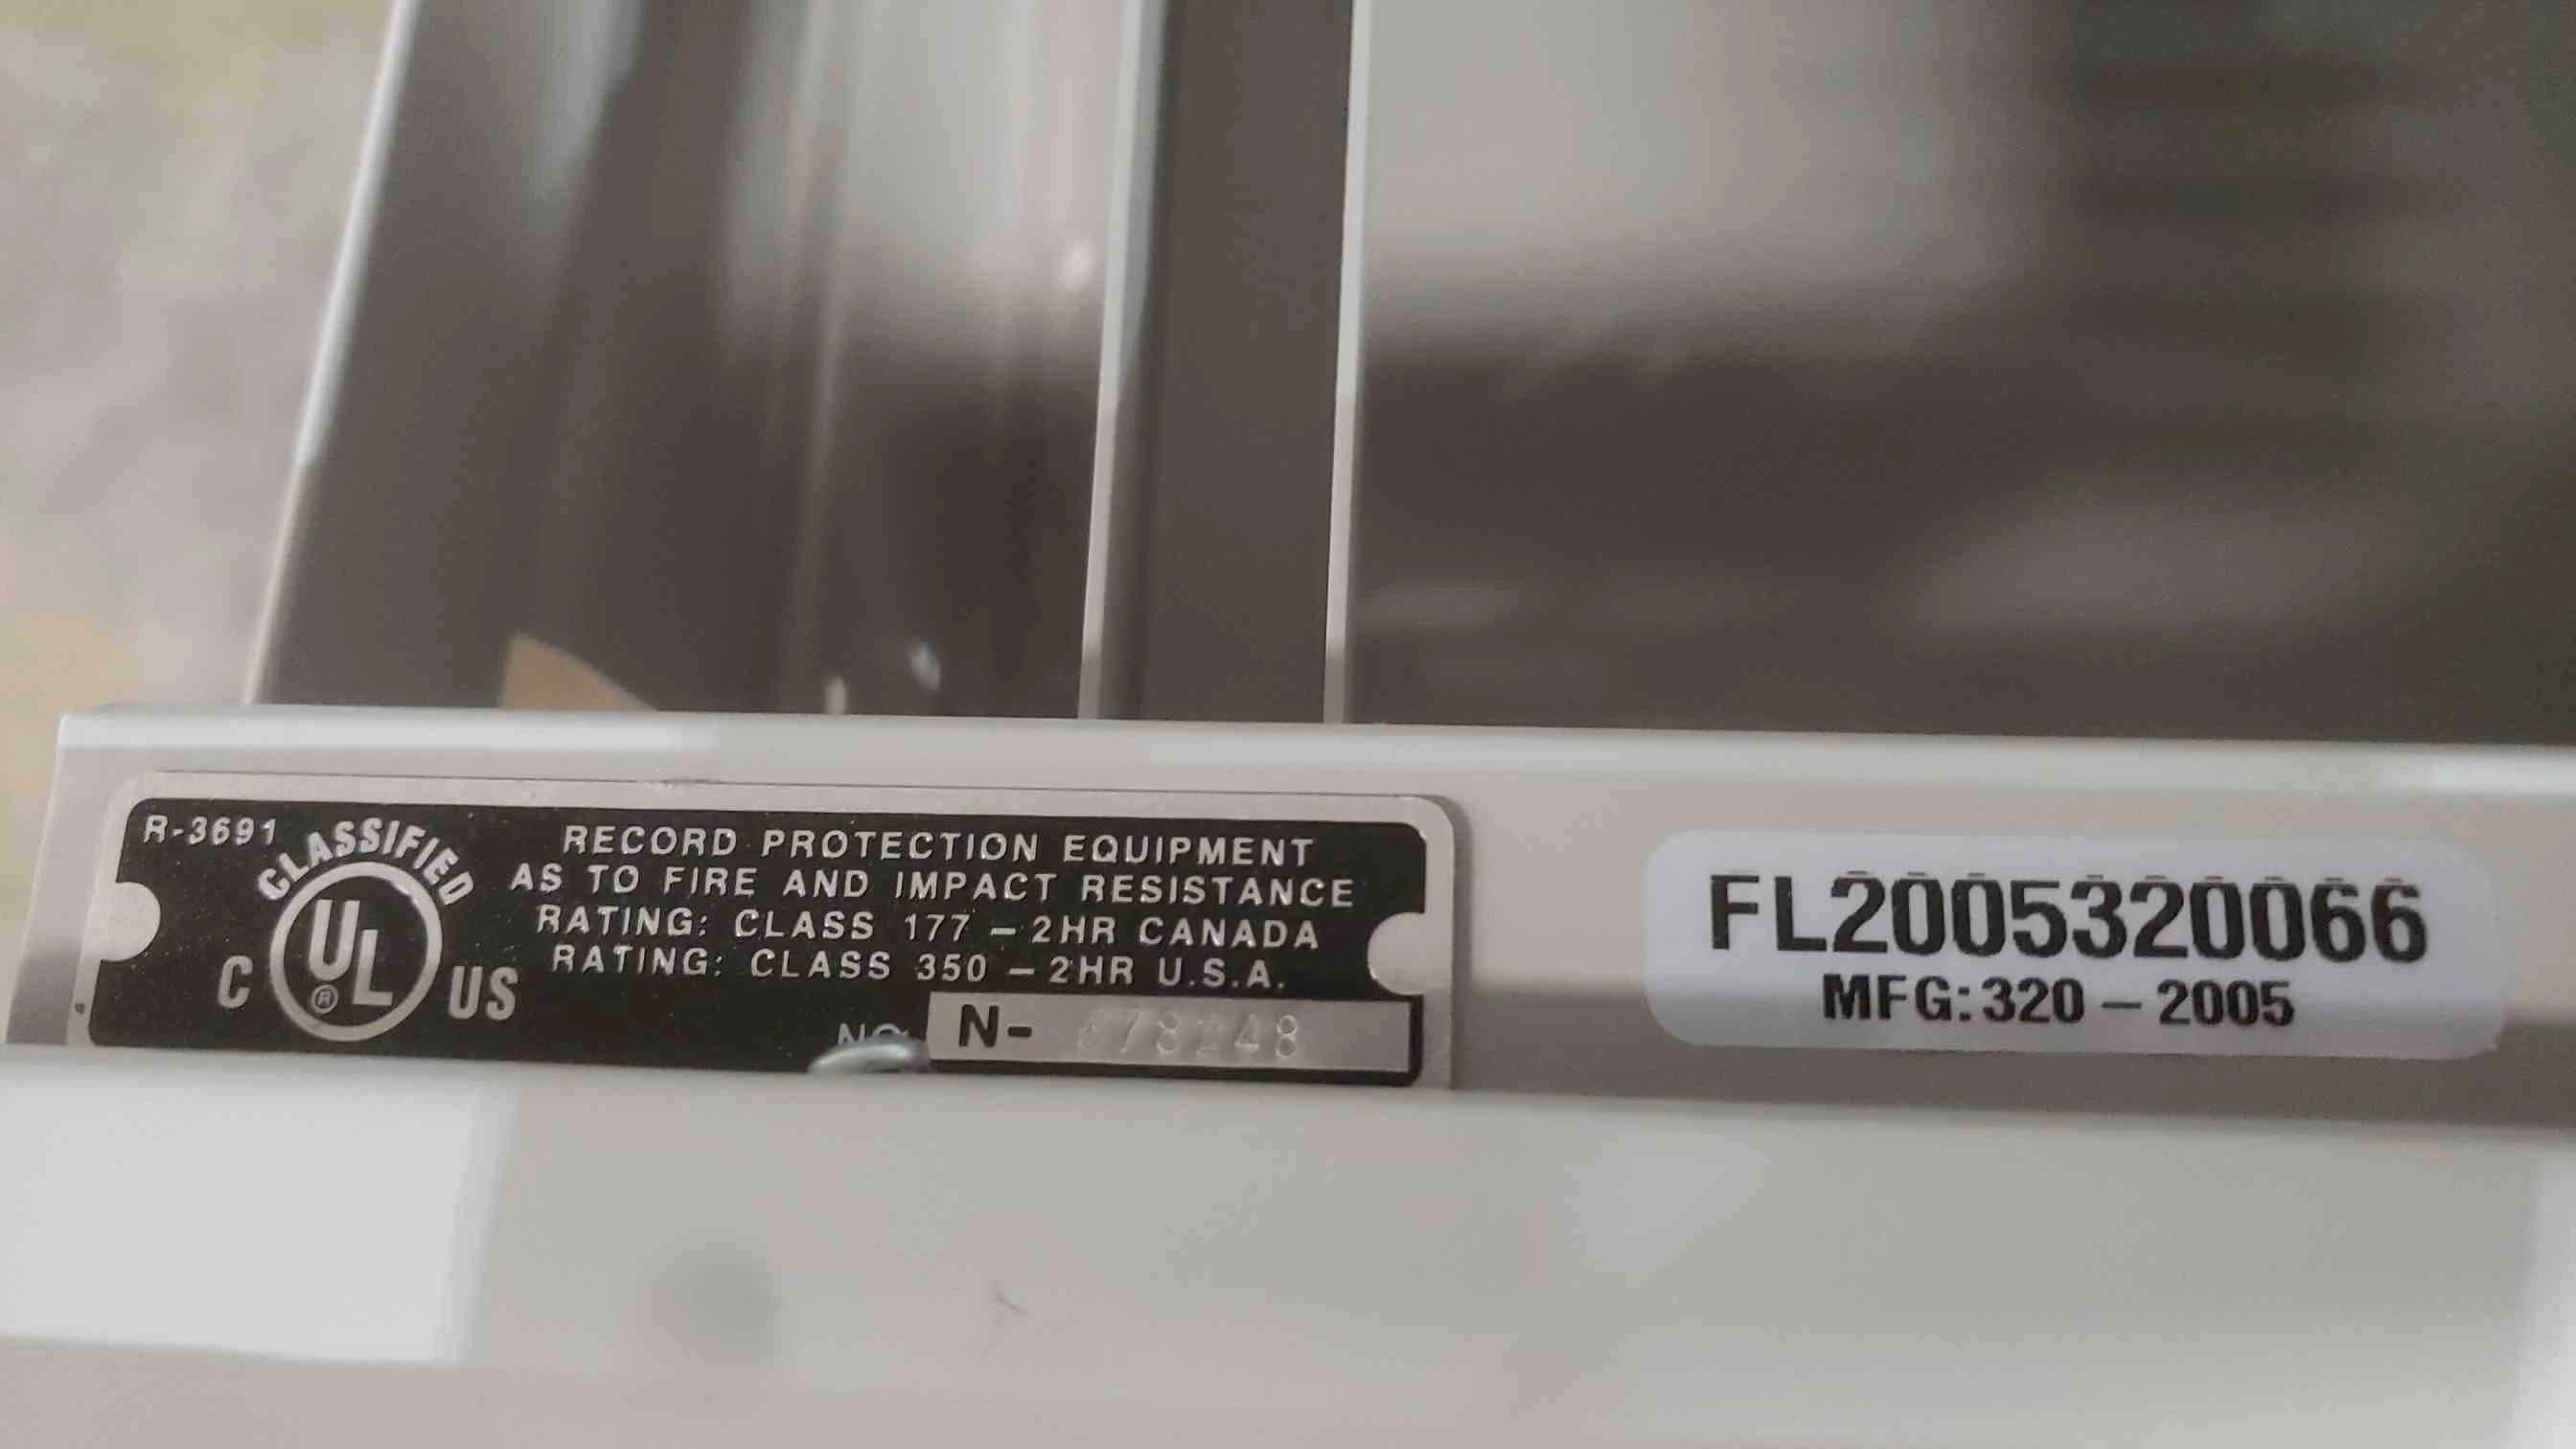 R-3691
CLASSIFIED
UL
®
C
US
RECORD PROTECTION EQUIPMENT
AS TO FIRE AND IMPACT RESISTANCE
RATING: CLASS 177 – 2HR CANADA
RATING: CLASS 350 – 2HR U.S.A.
NO.
N-
FL2005320066
MFG: 320 – 2005